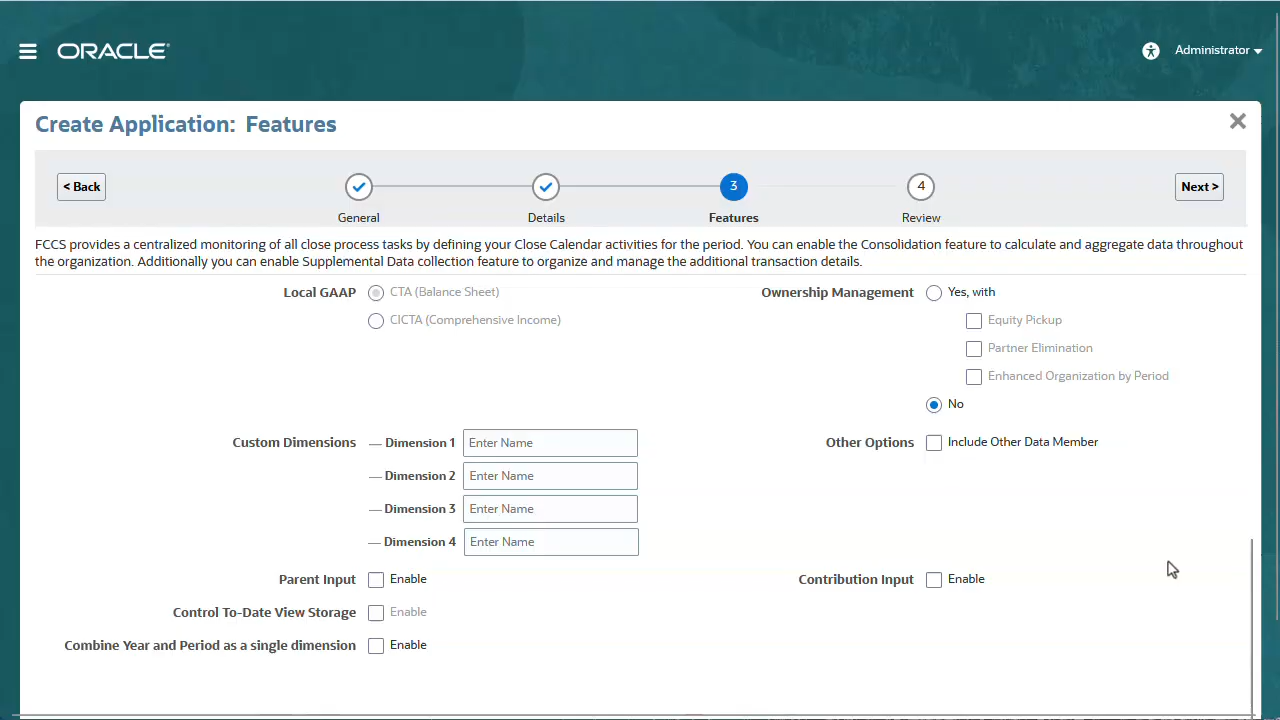 ORACLE
Administrator
Create Application: Features
< Back
3
4
Next >
General
Details
Features
Review
FCCS provides a centralized monitoring of all close process tasks by defining your Close Calendar activities for the period. You can enable the Consolidation feature to calculate and aggregate data throughout
the organization. Additionally you can enable Supplemental Data collection feature to organize and manage the additional transaction details.
Local GAAP
CTA (Balance Sheet)
CICTA (Comprehensive Income)
Ownership Management
Yes, with
Equity Pickup
Partner Elimination
Enhanced Organization by Period
No
Custom Dimensions
Dimension 1 Enter Name
Dimension 2 Enter Name
Dimension 3 Enter Name
Dimension 4 Enter Name
Other Options
Include Other Data Member
Parent Input Enable
Contribution Input Enable
Control To-Date View Storage Enable
Combine Year and Period as a single dimension Enable